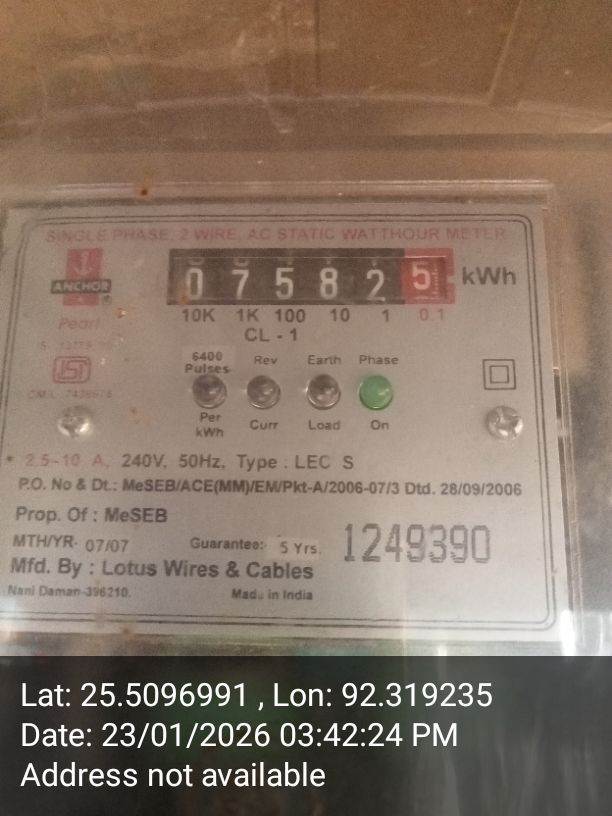 SINGLE PHASE, 2 WIRE, AC STATIC WATTHOUR METER
ANCHOR ®
Pearl
0 7 5 8 2 5 kWh
10K 1K 100 10 1 0.1
CL - 1
6400 Pulses Per kWh
Rev Curr
Earth Load
Phase On
ISI
2.5-10 A, 240V, 50Hz, Type : LEC S
P.O. No & Dt.: MeSEB/ACE(MM)/EM/Pkt-A/2006-07/3 Dtd. 28/09/2006
Prop. Of : MeSEB
MTH/YR- 07/07 Guarantee:- 5 Yrs.
1249390
Mfd. By : Lotus Wires & Cables
Nani Daman-396210. Made in India
Lat: 25.5096991 , Lon: 92.319235
Date: 23/01/2026 03:42:24 PM
Address not available